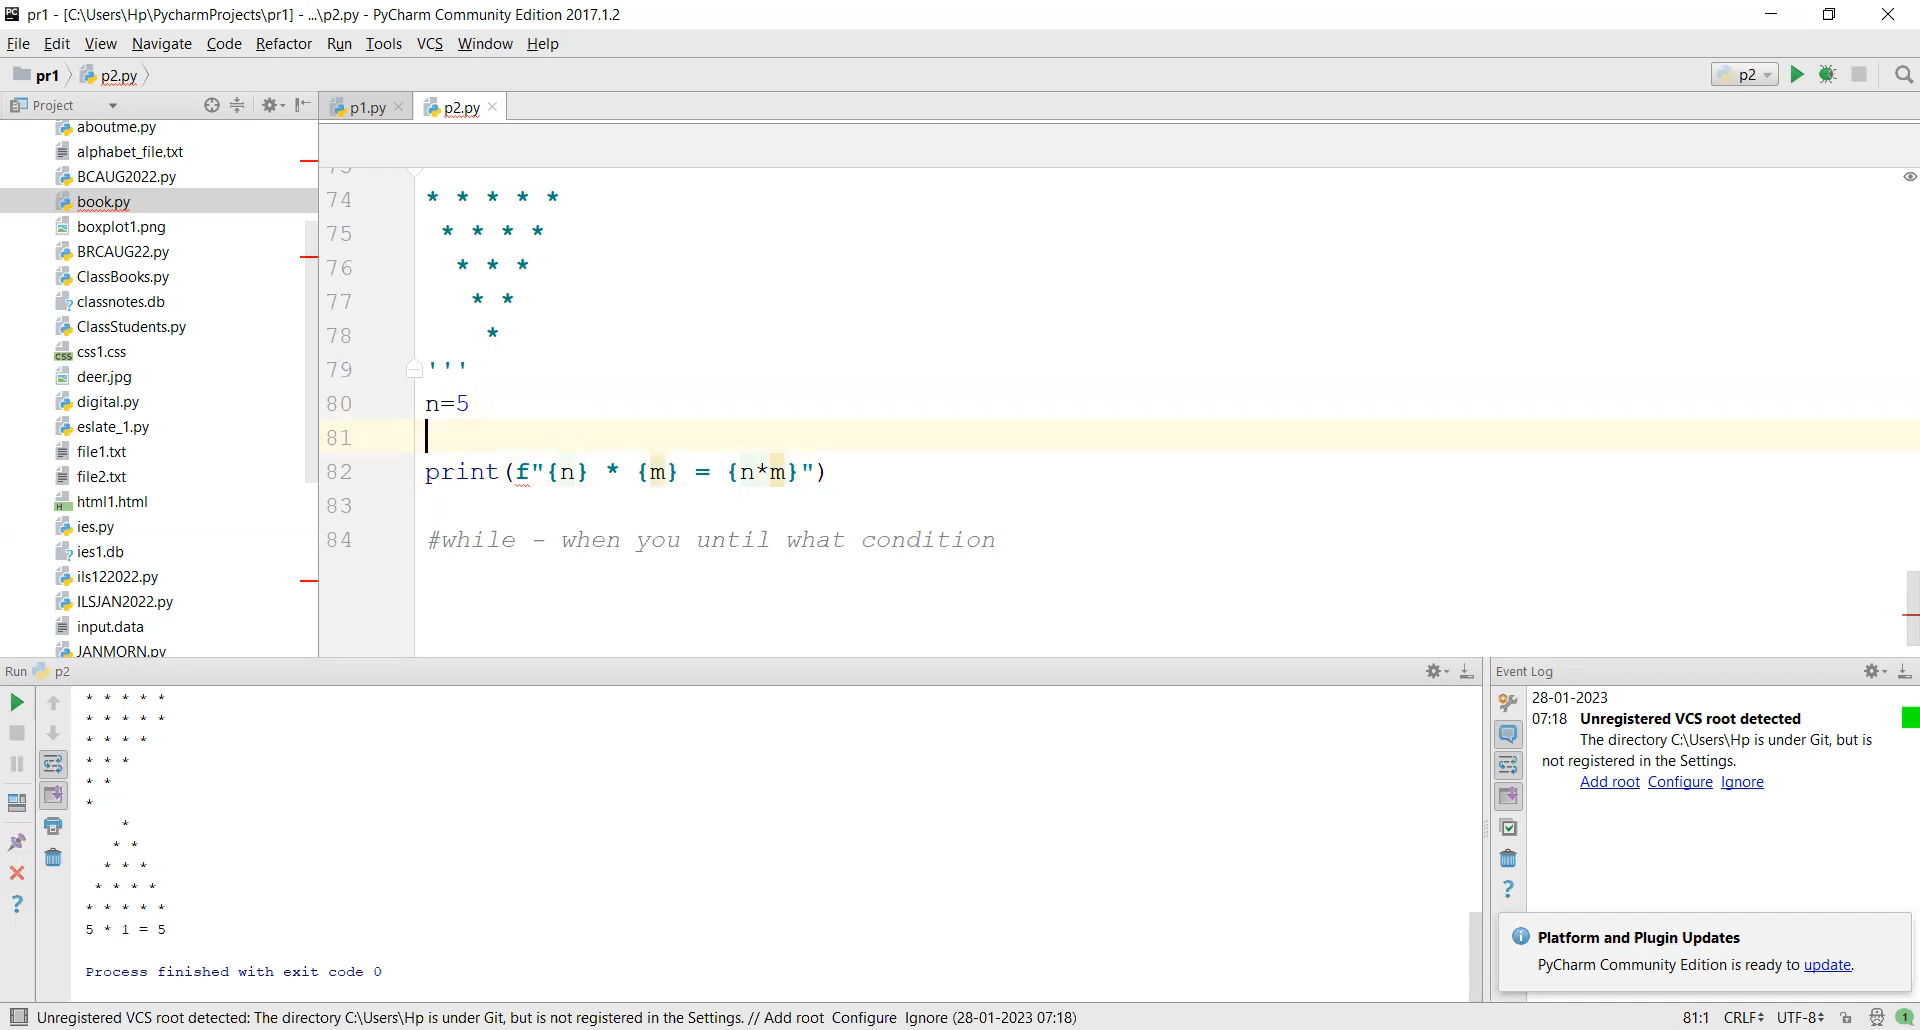 pr1 - [C:\Users\Hp\PycharmProjects\pr1] - ...\p2.py - PyCharm Community Edition 2017.1.2
File Edit View Navigate Code Refactor Run Tools VCS Window Help
pr1 p2.py
p2
Project
p1.py p2.py
aboutme.py
alphabet_file.txt
BCAUG2022.py
book.py
boxplot1.png
BRCAUG22.py
ClassBooks.py
classnotes.db
ClassStudents.py
css1.css
deer.jpg
digital.py
eslate_1.py
file1.txt
file2.txt
html1.html
ies.py
ies1.db
ils122022.py
ILSJAN2022.py
input.data
JANMORN.py
74 * * * * *
75 * * * *
76 * * *
77 * *
78 *
79 '''
80 n=5
81
82 print(f"{n} * {m} = {n*m}")
83
84 #while - when you until what condition
Run p2
* * * * *
* * * * *
* * * *
* * *
* *
*
*
* *
* * *
* * * *
* * * * *
5 * 1 = 5
Process finished with exit code 0
Event Log
28-01-2023
07:18 Unregistered VCS root detected
The directory C:\Users\Hp is under Git, but is
not registered in the Settings.
Add root Configure Ignore
Platform and Plugin Updates
PyCharm Community Edition is ready to update.
Unregistered VCS root detected: The directory C:\Users\Hp is under Git, but is not registered in the Settings. // Add root Configure Ignore (28-01-2023 07:18)
81:1 CRLF UTF-8 1